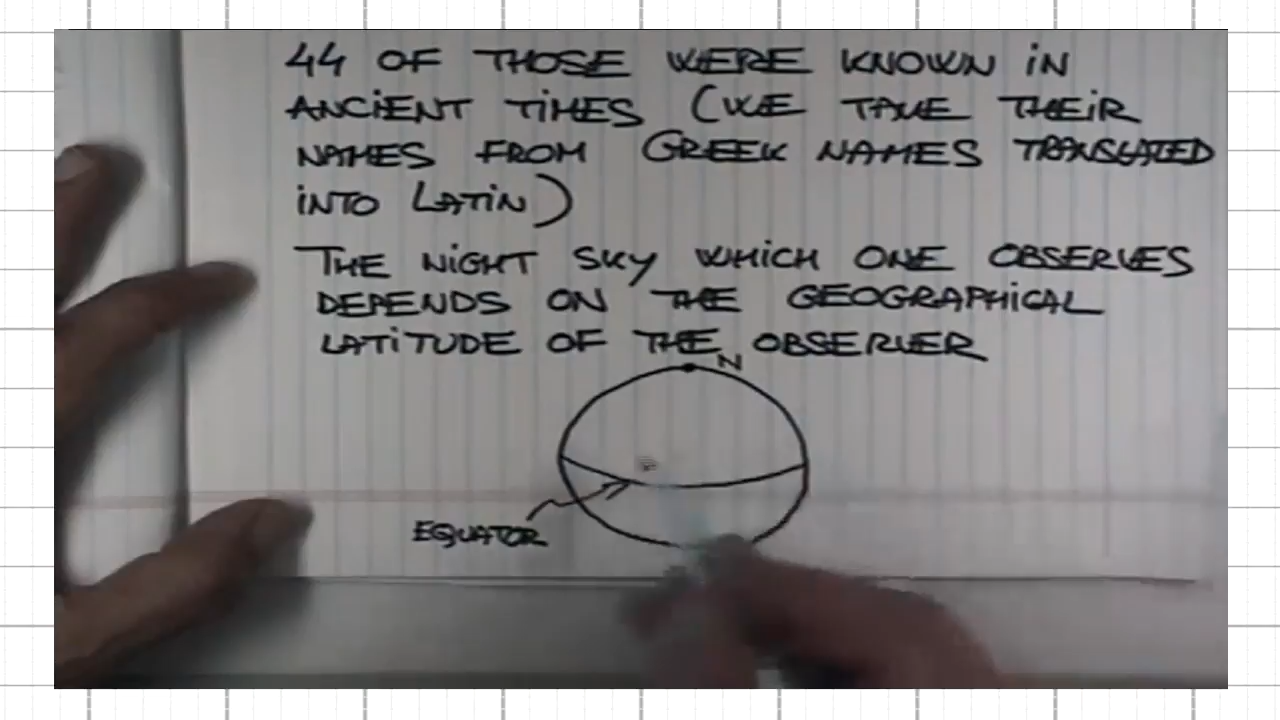 44 OF THOSE WERE KNOWN IN
ANCIENT TIMES (WE TAKE THEIR
NAMES FROM GREEK NAMES TRANSLATED
INTO LATIN)
THE NIGHT SKY WHICH ONE OBSERVES
DEPENDS ON THE GEOGRAPHICAL
LATITUDE OF THE OBSERVER
N
EQUATOR